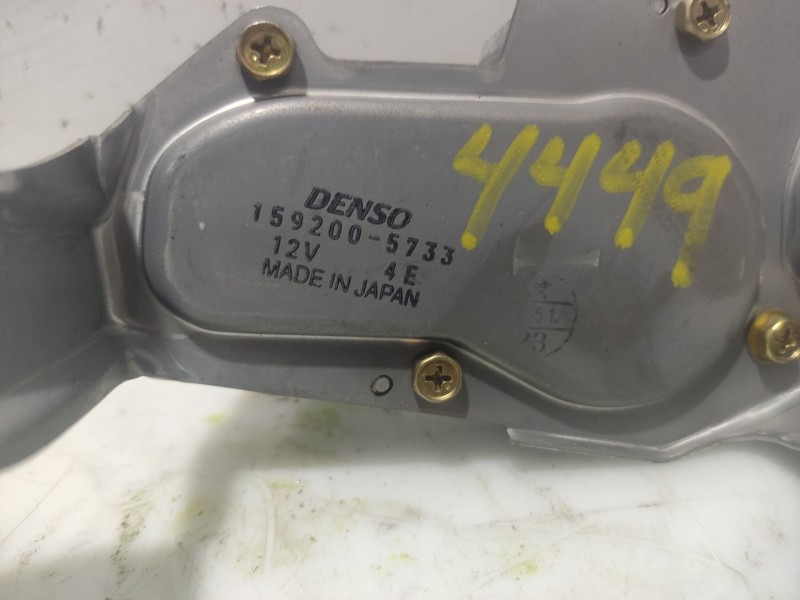 4449
DENSO
159200-5733
12V 4E
MADE IN JAPAN